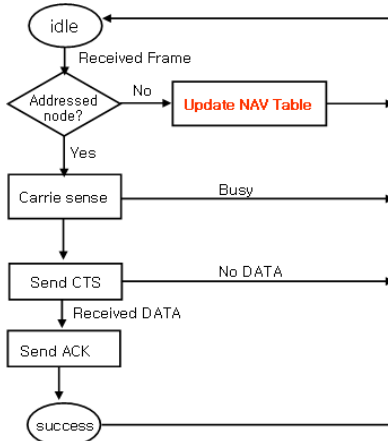 idle
Received Frame
Addressed
node?
No
Update NAV Table
Yes
Carrie sense
Busy
Send CTS
No DATA
Received DATA
Send ACK
success